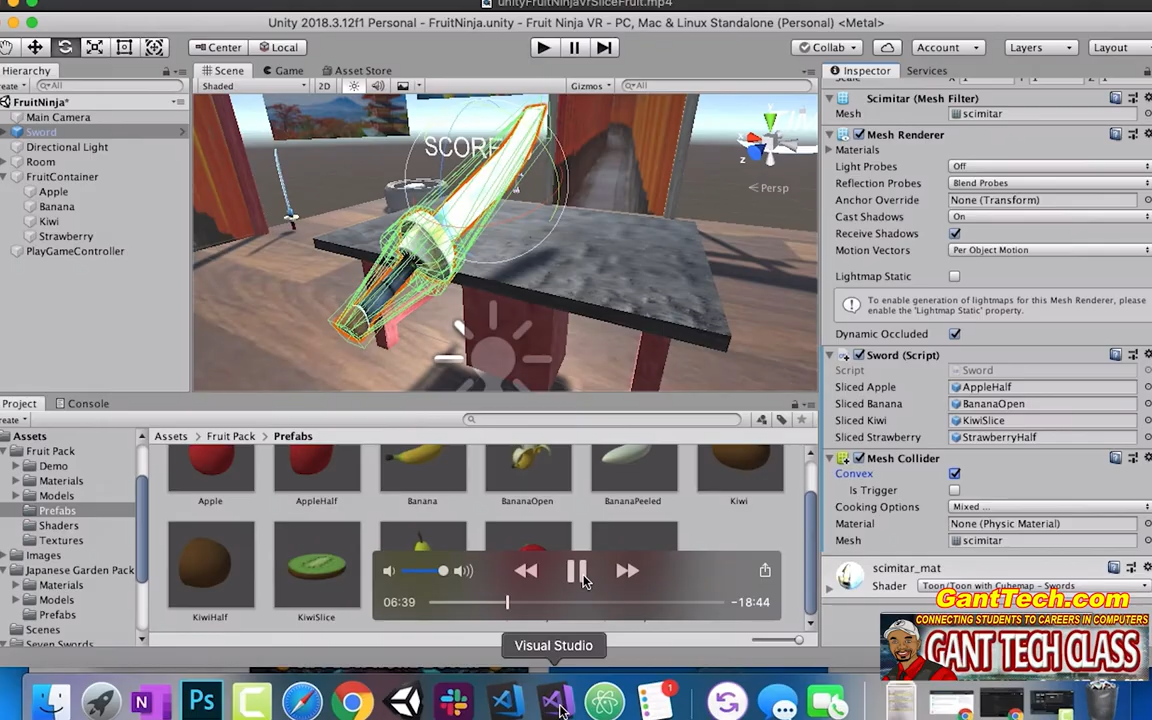 unityFruitNinjaVrSliceFruit.mp4
Unity 2018.3.12f1 Personal - FruitNinja.unity - Fruit Ninja VR - PC, Mac & Linux Standalone (Personal) <Metal>
Center
Local
Collab
Account
Layers
Layout
Hierarchy
Scene
Game
Asset Store
Inspector
Services
All
Shaded
2D
Gizmos
All
FruitNinja*
Main Camera
Sword
Directional Light
Room
FruitContainer
Apple
Banana
Kiwi
Strawberry
PlayGameController
SCORE
y
x
z
Persp
Scimitar (Mesh Filter)
Mesh
scimitar
Mesh Renderer
Materials
Light Probes
Off
Reflection Probes
Blend Probes
Anchor Override
None (Transform)
Cast Shadows
On
Receive Shadows
Motion Vectors
Per Object Motion
Lightmap Static
To enable generation of lightmaps for this Mesh Renderer, please
enable the 'Lightmap Static' property.
Dynamic Occluded
Sword (Script)
Script
Sword
Sliced Apple
AppleHalf
Sliced Banana
BananaOpen
Sliced Kiwi
KiwiSlice
Sliced Strawberry
StrawberryHalf
Mesh Collider
Convex
Is Trigger
Cooking Options
Mixed ...
Material
None (Physic Material)
Mesh
scimitar
scimitar_mat
Shader
Toon/Toon with Cubemap - Swords
Project
Console
Assets
Fruit Pack
Demo
Materials
Models
Prefabs
Shaders
Textures
Images
Japanese Garden Pack
Materials
Models
Prefabs
Scenes
Seven Swords
Assets
Fruit Pack
Prefabs
Apple
AppleHalf
Banana
BananaOpen
BananaPeeled
Kiwi
KiwiHalf
KiwiSlice
06:39
-18:44
Visual Studio
GantTech.com
CONNECTING STUDENTS TO CAREERS IN COMPUTERS
GANT TECH CLASS
N
Ps
C
1